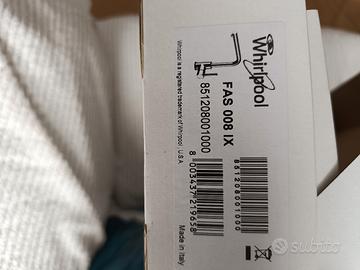 Whirlpool
FAS 008 IX
851208001000
Whirlpool is a registered trademark of Whirlpool U.S.A.
8 003437 219658
851208001000
Made in Italy
subito